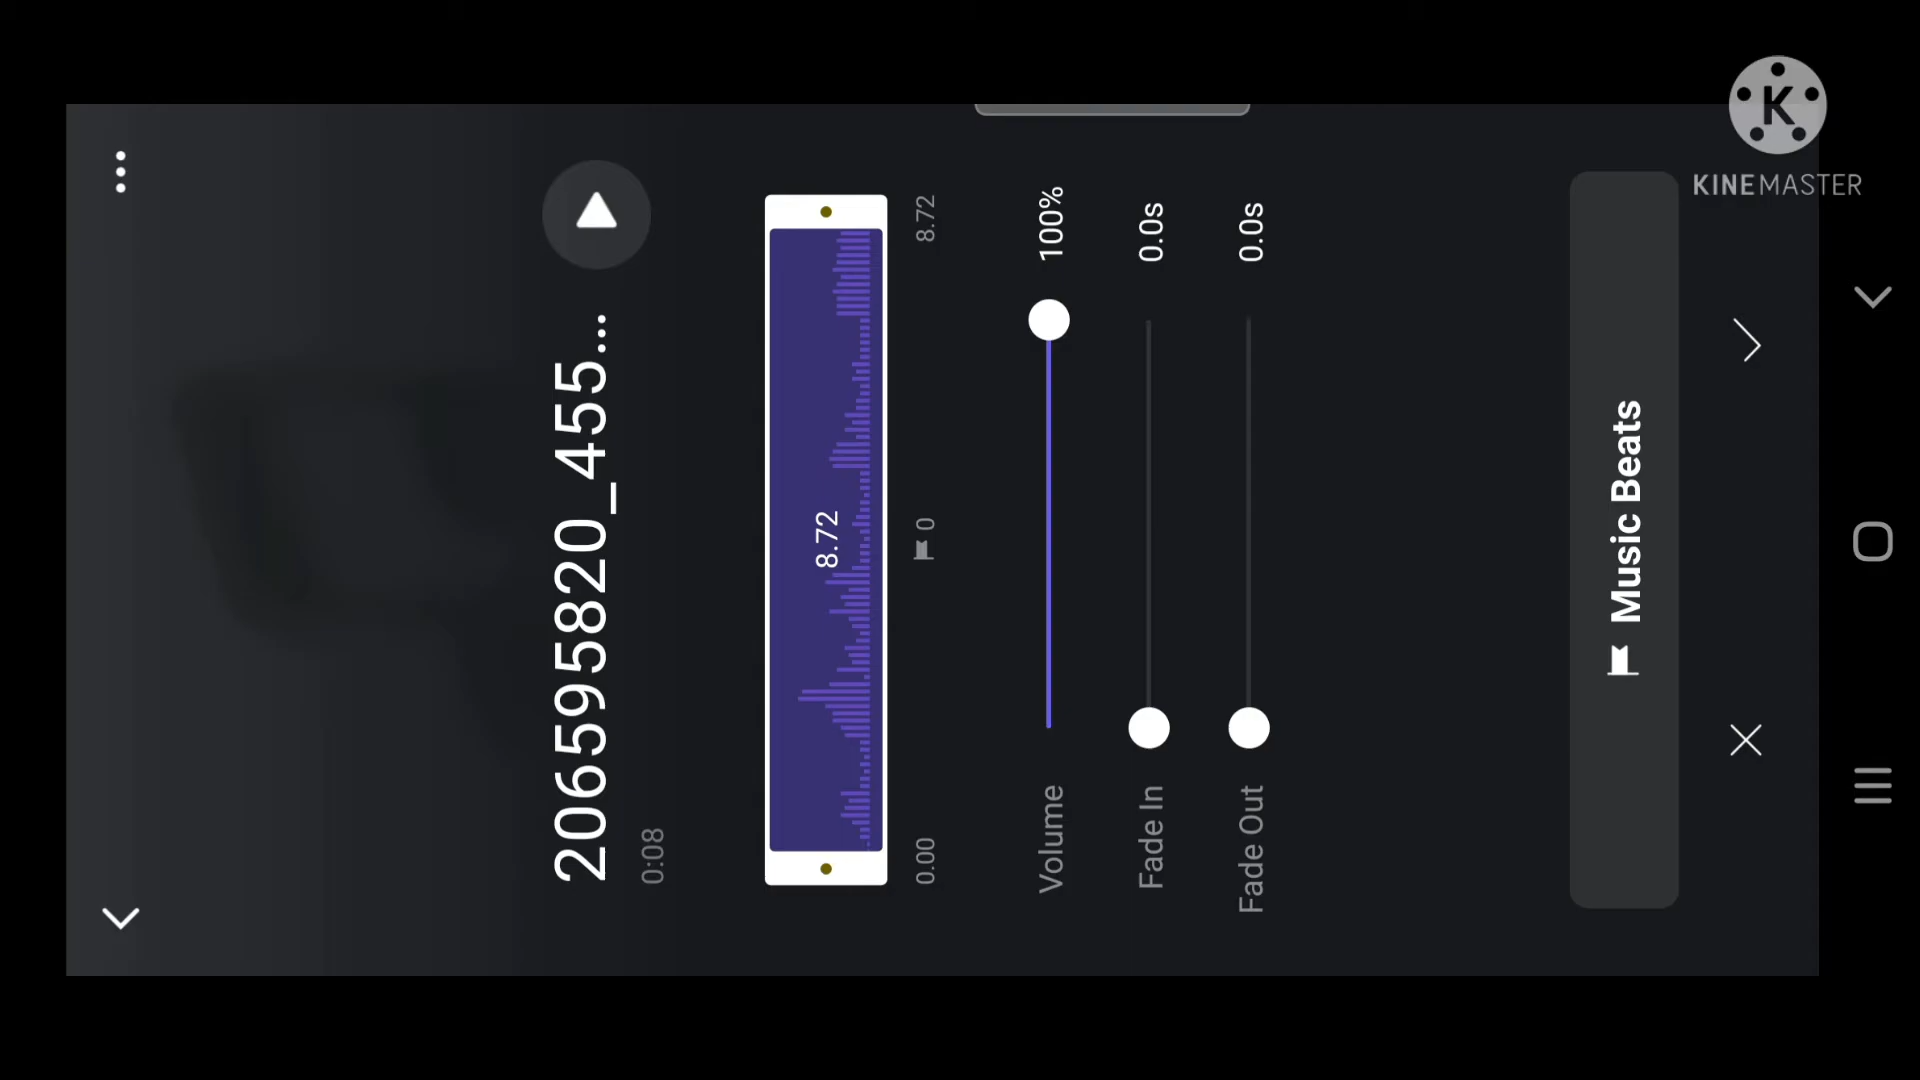 KINEMASTER
2066595820_455...
0:08
8.72
0.00
0
8.72
Volume
100%
Fade In
0.0s
Fade Out
0.0s
Music Beats